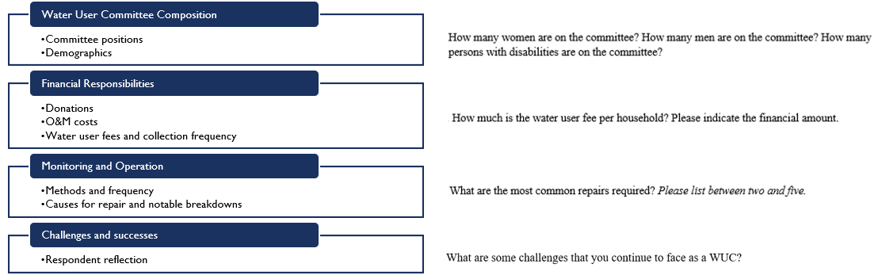 Water User Committee Composition
•Committee positions
•Demographics
How many women are on the committee? How many men are on the committee? How many
persons with disabilities are on the committee?
Financial Responsibilities
•Donations
•O&M costs
•Water user fees and collection frequency
How much is the water user fee per household? Please indicate the financial amount.
Monitoring and Operation
•Methods and frequency
•Causes for repair and notable breakdowns
What are the most common repairs required? Please list between two and five.
Challenges and successes
•Respondent reflection
What are some challenges that you continue to face as a WUC?